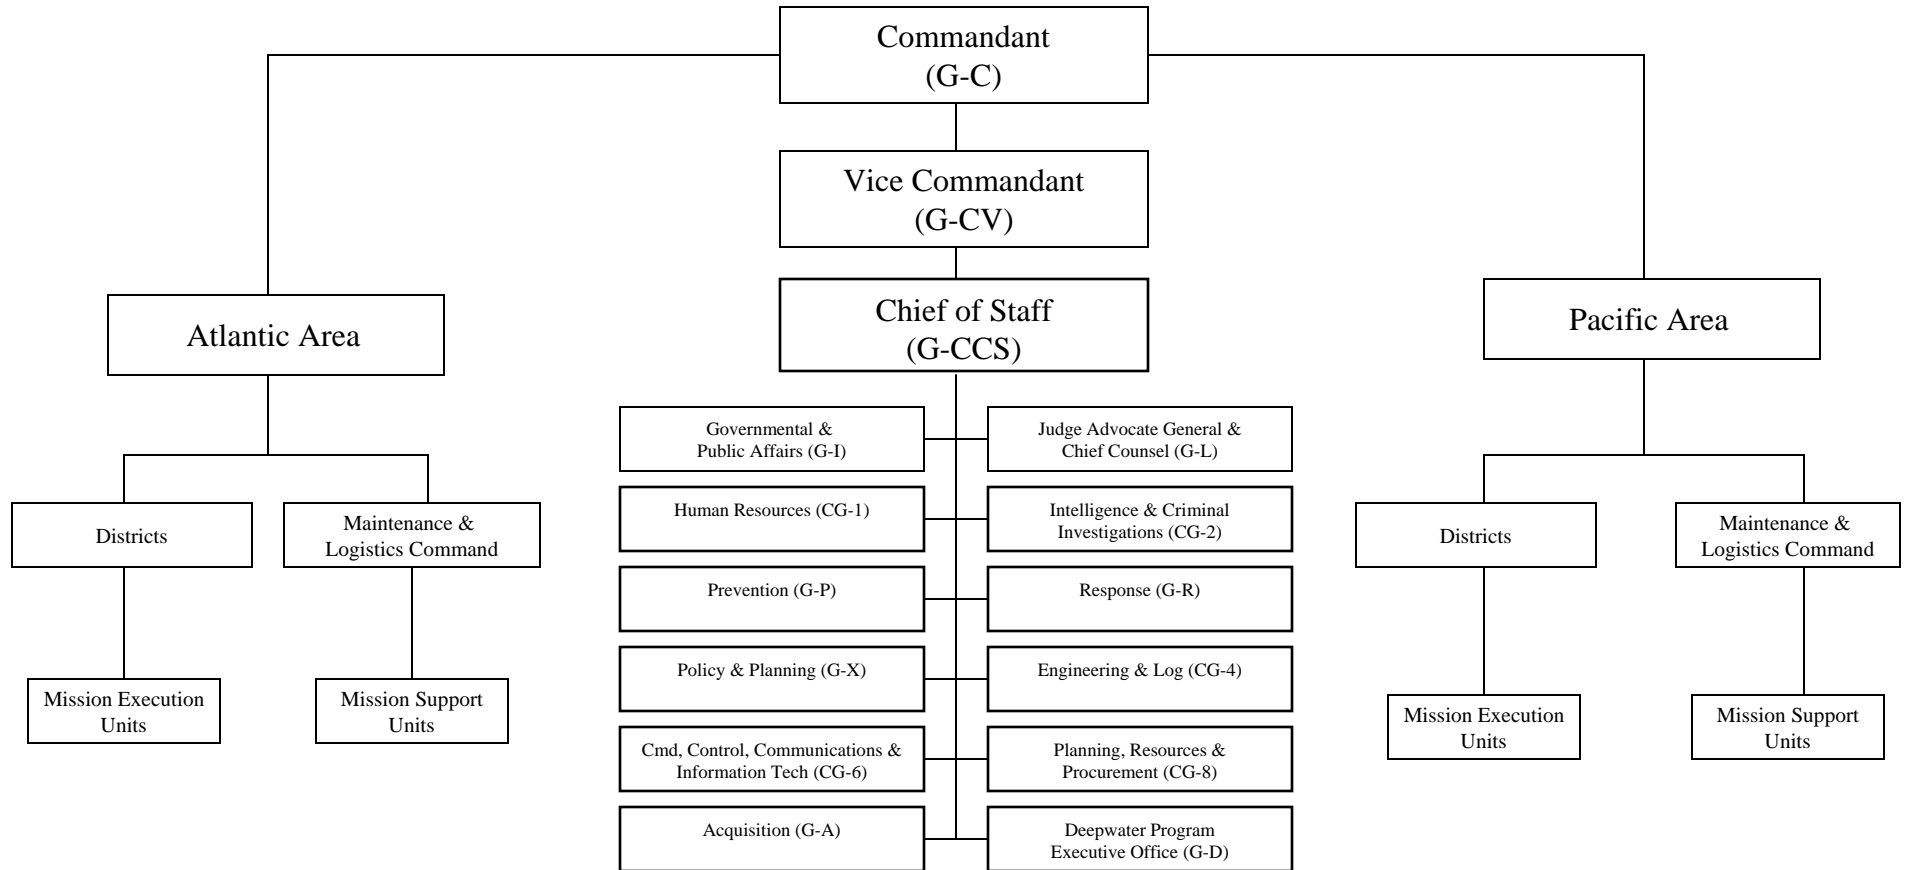 Commandant
(G-C)
Vice Commandant
(G-CV)
Chief of Staff
(G-CCS)
Atlantic Area
Pacific Area
Governmental &
Public Affairs (G-I)
Judge Advocate General &
Chief Counsel (G-L)
Human Resources (CG-1)
Intelligence & Criminal
Investigations (CG-2)
Prevention (G-P)
Response (G-R)
Policy & Planning (G-X)
Engineering & Log (CG-4)
Cmd, Control, Communications &
Information Tech (CG-6)
Planning, Resources &
Procurement (CG-8)
Acquisition (G-A)
Deepwater Program
Executive Office (G-D)
Districts
Maintenance &
Logistics Command
Mission Execution
Units
Mission Support
Units
Districts
Maintenance &
Logistics Command
Mission Execution
Units
Mission Support
Units